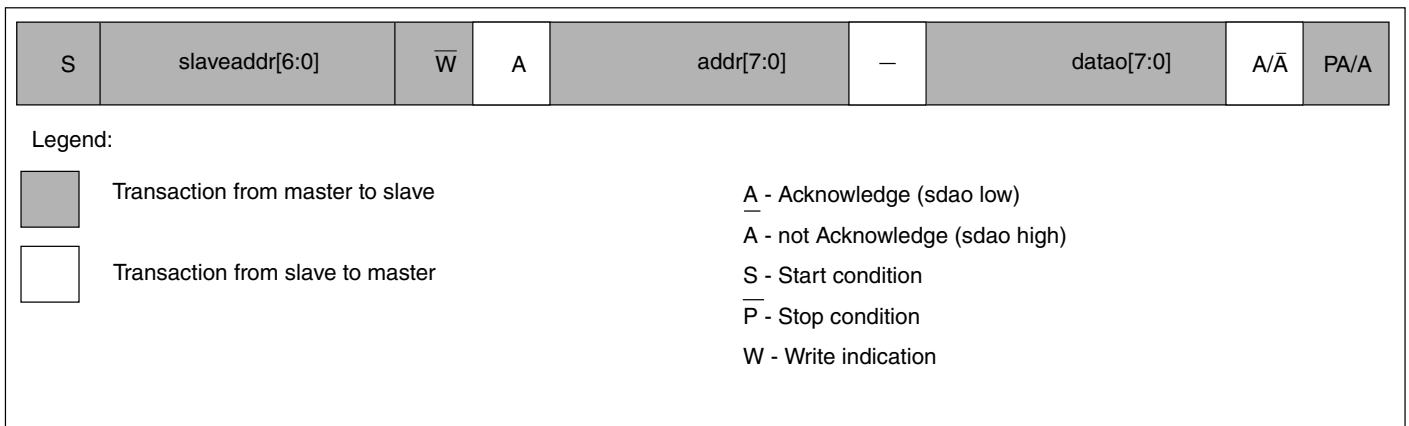 S slaveaddr[6:0] W̅ A addr[7:0] — datao[7:0] A/A̅ PA/A
Legend:
Transaction from master to slave
Transaction from slave to master
A - Acknowledge (sdao low)
A̅ - not Acknowledge (sdao high)
S - Start condition
P̅ - Stop condition
W - Write indication